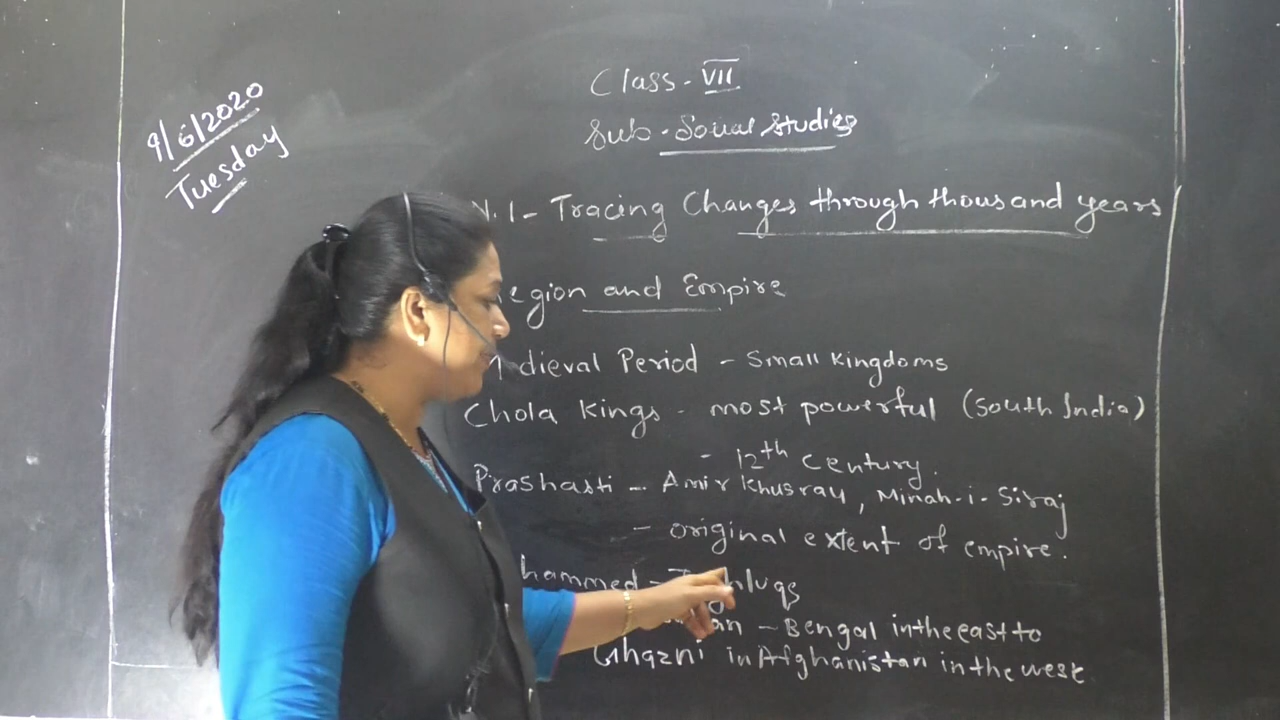 9/6/2020
Tuesday
Class - VII
Sub - Social Studies
N. 1 - Tracing Changes through thousand years
egion and Empire
dieval Period - Small Kingdoms
Chola Kings - most powerful (South India)
- 12th Century.
Prashasti - Amir Khusrau, Minah-i-Siraj
- original extent of empire.
hammed - T hluqs
an - Bengal in the east to
Ghazni in Afghanistan in the west